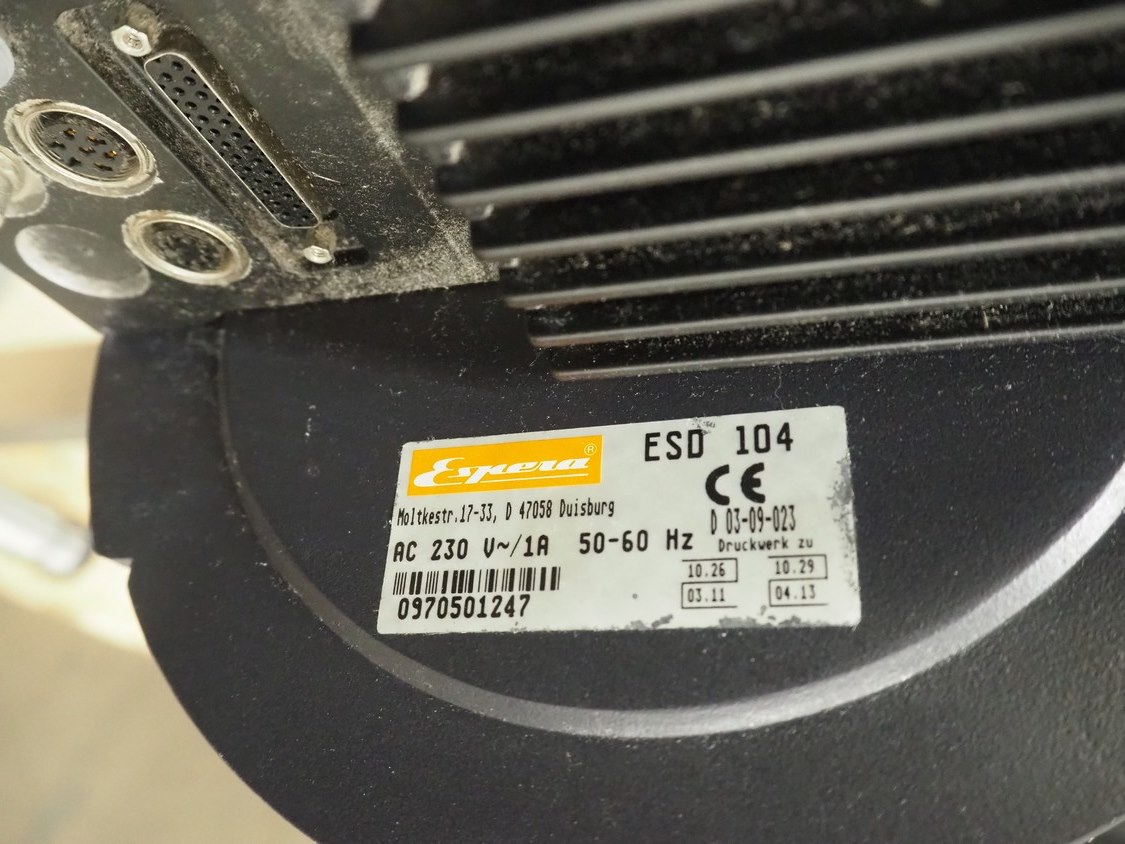 Espera®
ESD 104
CE
Moltkestr.17-33, D 47058 Duisburg
D 03-09-023
AC 230 V~/1A 50-60 Hz
Druckwerk zu
10.26 10.29
03.11 04.13
0970501247